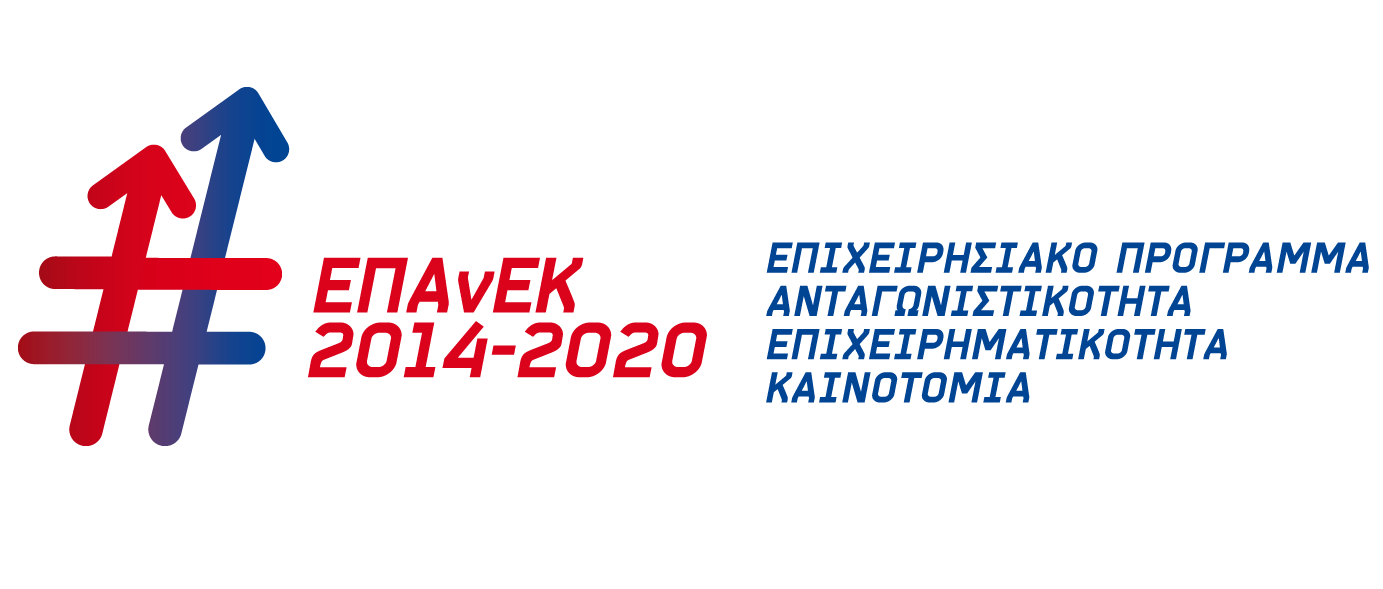 ΕΠΑνΕΚ
2014-2020
ΕΠΙΧΕΙΡΗΣΙΑΚΟ ΠΡΟΓΡΑΜΜΑ
ΑΝΤΑΓΩΝΙΣΤΙΚΟΤΗΤΑ
ΕΠΙΧΕΙΡΗΜΑΤΙΚΟΤΗΤΑ
ΚΑΙΝΟΤΟΜΙΑ